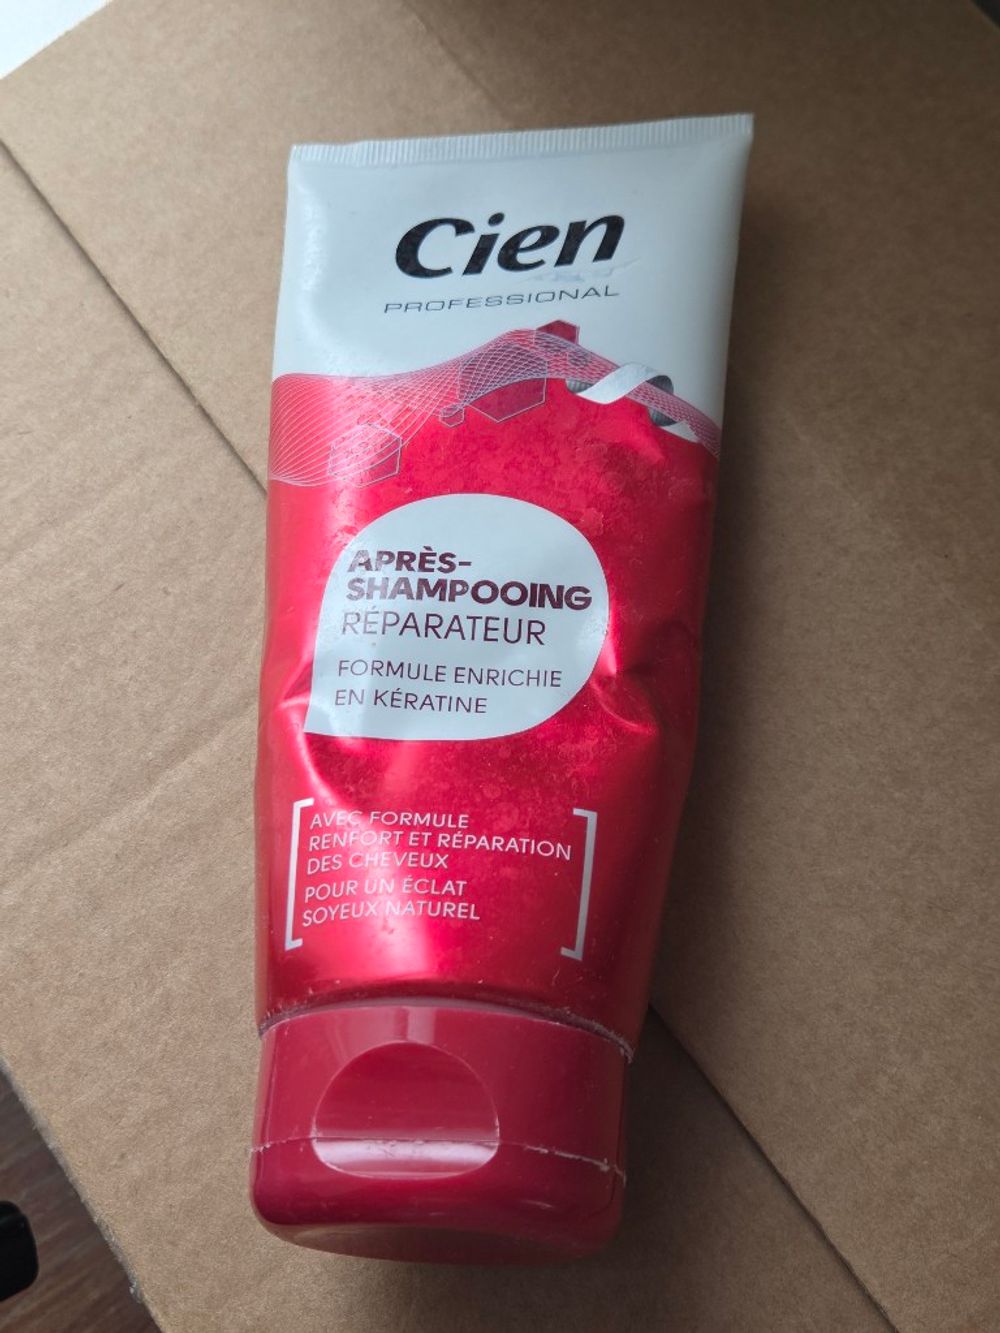 Cien
PROFESSIONAL
APRÈS-
SHAMPOOING
RÉPARATEUR
FORMULE ENRICHIE
EN KÉRATINE
AVEC FORMULE
RENFORT ET RÉPARATION
DES CHEVEUX
POUR UN ÉCLAT
SOYEUX NATUREL